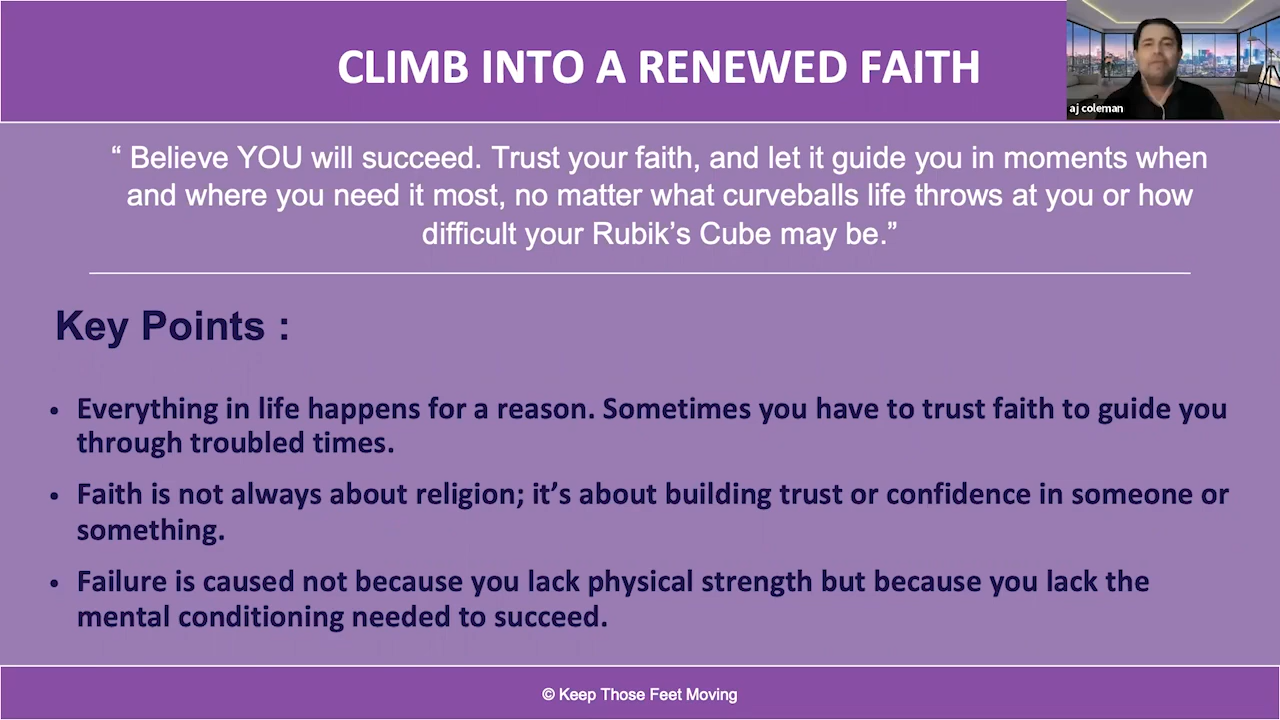 CLIMB INTO A RENEWED FAITH
aj coleman
“ Believe YOU will succeed. Trust your faith, and let it guide you in moments when
and where you need it most, no matter what curveballs life throws at you or how
difficult your Rubik’s Cube may be.”
Key Points :
• Everything in life happens for a reason. Sometimes you have to trust faith to guide you
through troubled times.
• Faith is not always about religion; it’s about building trust or confidence in someone or
something.
• Failure is caused not because you lack physical strength but because you lack the
mental conditioning needed to succeed.
© Keep Those Feet Moving